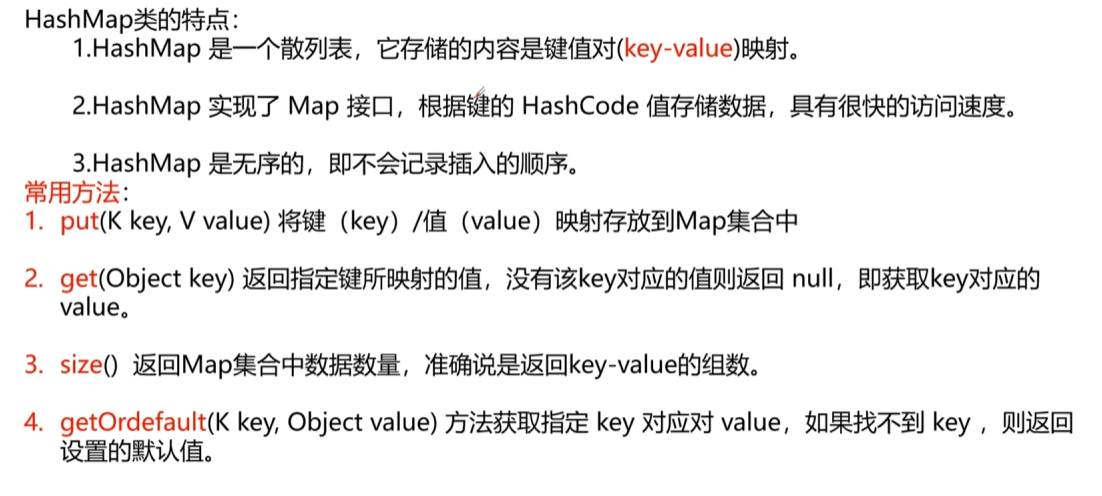 HashMap类的特点：
1.HashMap 是一个散列表，它存储的内容是键值对(key-value)映射。
2.HashMap 实现了 Map 接口，根据键的 HashCode 值存储数据，具有很快的访问速度。
3.HashMap 是无序的，即不会记录插入的顺序。
常用方法：
1. put(K key, V value) 将键（key）/值（value）映射存放到Map集合中
2. get(Object key) 返回指定键所映射的值，没有该key对应的值则返回 null，即获取key对应的
value。
3. size() 返回Map集合中数据数量，准确说是返回key-value的组数。
4. getOrdefault(K key, Object value) 方法获取指定 key 对应对 value，如果找不到 key ，则返回
设置的默认值。